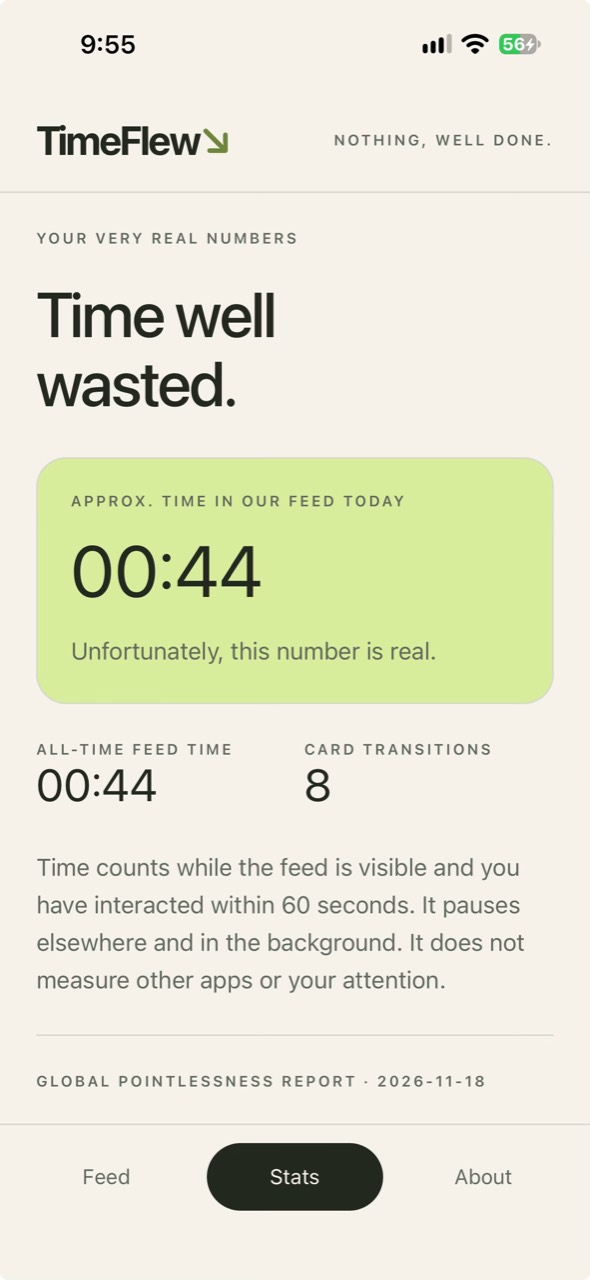 9:55
56
TimeFlew
NOTHING, WELL DONE.
YOUR VERY REAL NUMBERS
Time well
wasted.
APPROX. TIME IN OUR FEED TODAY
00:44
Unfortunately, this number is real.
ALL-TIME FEED TIME
00:44
CARD TRANSITIONS
8
Time counts while the feed is visible and you
have interacted within 60 seconds. It pauses
elsewhere and in the background. It does not
measure other apps or your attention.
GLOBAL POINTLESSNESS REPORT · 2026-11-18
Feed
Stats
About